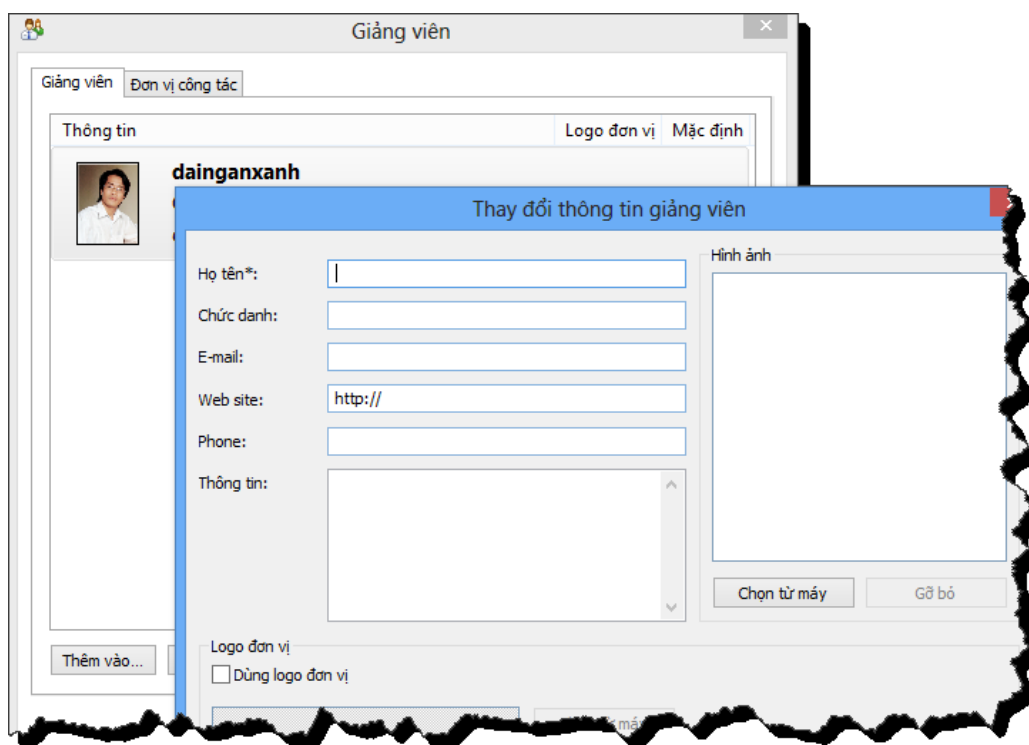 Giảng viên
Giảng viên Đơn vị công tác
Thông tin Logo đơn vị Mặc định
dainganxanh
Thay đổi thông tin giảng viên
Hình ảnh
Họ tên*:
Chức danh:
E-mail:
Web site: http://
Phone:
Thông tin:
Chọn từ máy Gỡ bỏ
Logo đơn vị
Thêm vào... Dùng logo đơn vị
máy